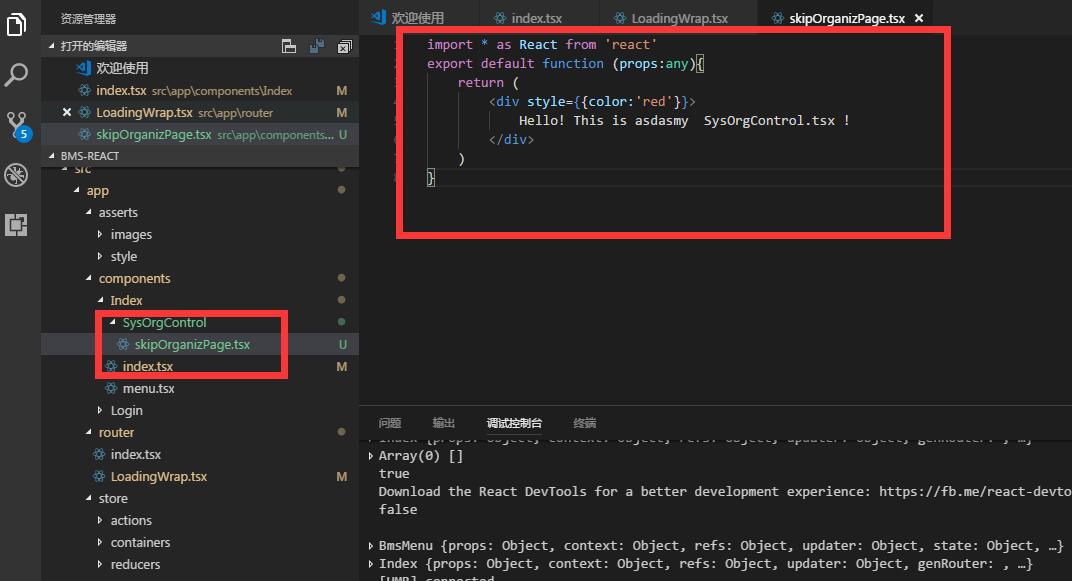 资源管理器
打开的编辑器
欢迎使用
index.tsx src\app\components\Index M
LoadingWrap.tsx src\app\router M
skipOrganizPage.tsx src\app\components... U
5
BMS-REACT
src
app
asserts
images
style
components
Index
SysOrgControl
skipOrganizPage.tsx U
index.tsx M
menu.tsx
Login
router
index.tsx
LoadingWrap.tsx M
store
actions
containers
reducers
欢迎使用 index.tsx LoadingWrap.tsx skipOrganizPage.tsx
import * as React from 'react'
export default function (props:any){
return (
<div style={{color:'red'}}>
Hello! This is asdasmy  SysOrgControl.tsx !
</div>
)
}
问题 输出 调试控制台 终端
Index {props: Object, context: Object, refs: Object, updater: Object, genRouter: , …}
Array(0) []
true
Download the React DevTools for a better development experience: https://fb.me/react-devto
false
BmsMenu {props: Object, context: Object, refs: Object, updater: Object, state: Object, …}
Index {props: Object, context: Object, refs: Object, updater: Object, genRouter: , …}
[HMR] connected